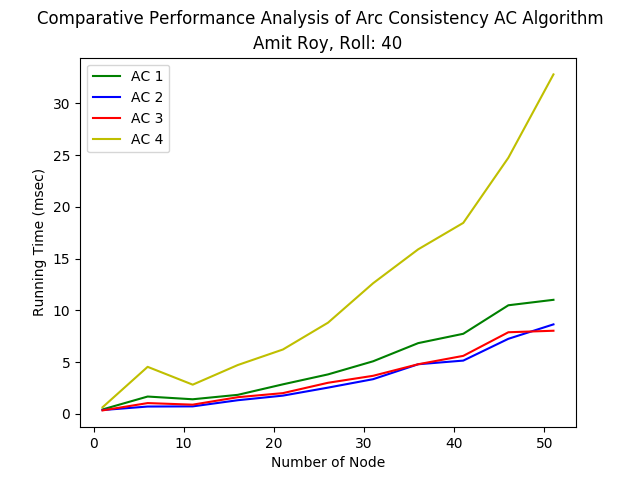 Comparative Performance Analysis of Arc Consistency AC Algorithm
Amit Roy, Roll: 40
AC 1
AC 2
AC 3
AC 4
Running Time (msec)
30
25
20
15
10
5
0
0 10 20 30 40 50
Number of Node